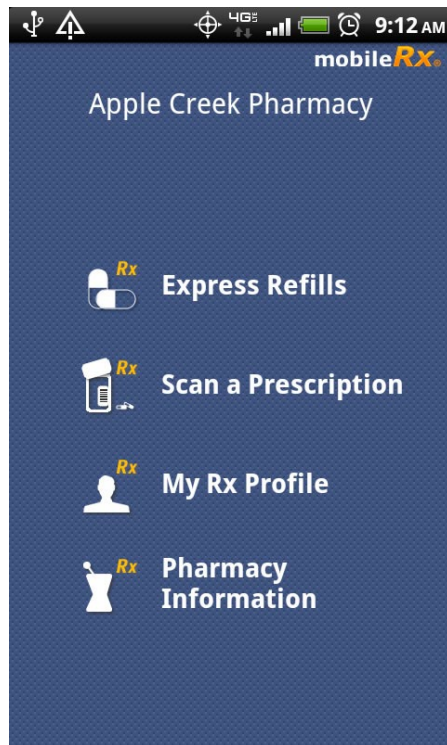 4G 9:12 AM
mobileRx®
Apple Creek Pharmacy
Rx
Express Refills
Rx
Scan a Prescription
Rx
My Rx Profile
Rx
Pharmacy
Information